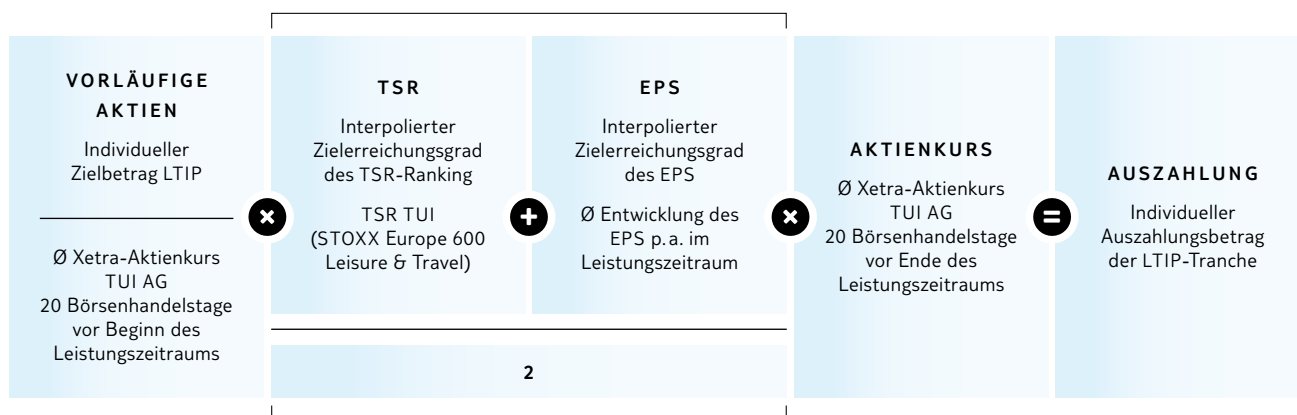 VORLÄUFIGE
AKTIEN
Individueller
Zielbetrag LTIP
Ø Xetra-Aktienkurs
TUI AG
20 Börsenhandelstage
vor Beginn des
Leistungszeitraums
×
TSR
Interpolierter
Zielerreichungsgrad
des TSR-Ranking
TSR TUI
(STOXX Europe 600
Leisure & Travel)
+
EPS
Interpolierter
Zielerreichungsgrad
des EPS
Ø Entwicklung des
EPS p. a. im
Leistungszeitraum
2
×
AKTIENKURS
Ø Xetra-Aktienkurs
TUI AG
20 Börsenhandelstage
vor Ende des
Leistungszeitraums
=
AUSZAHLUNG
Individueller
Auszahlungsbetrag
der LTIP-Tranche